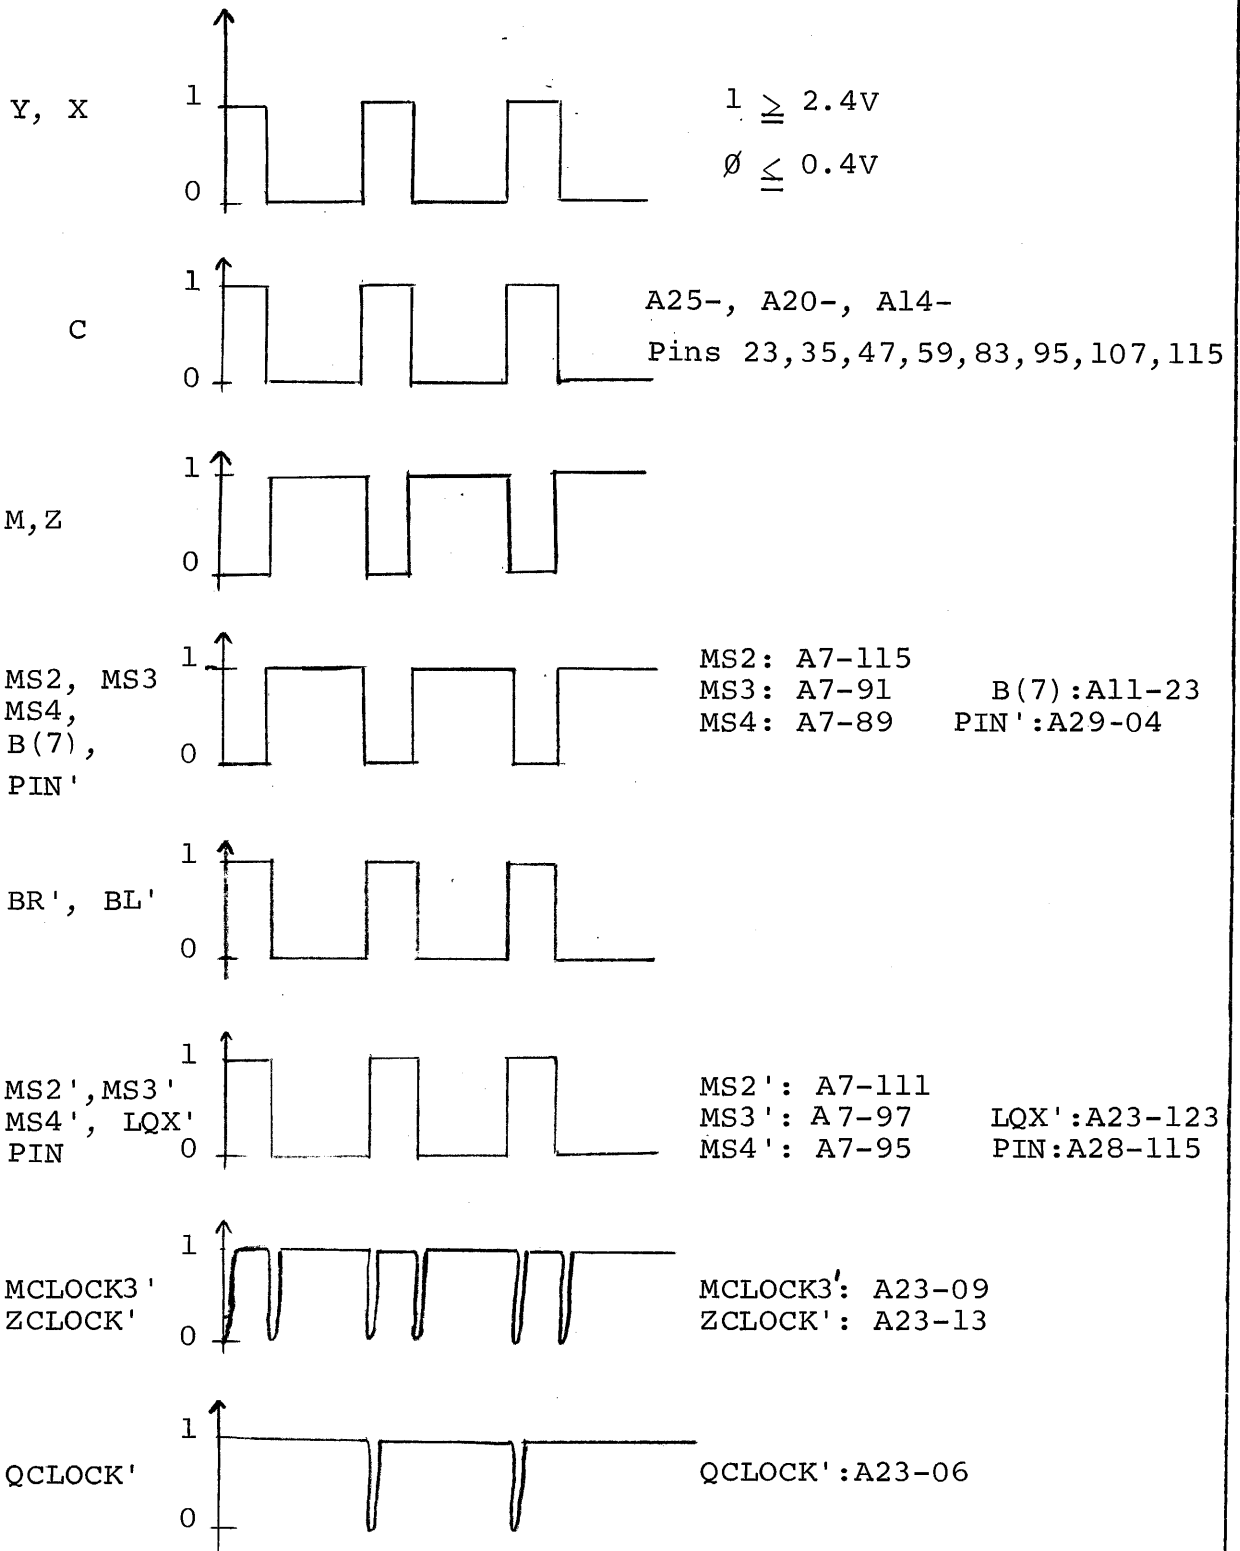 Y, X
1
0
1 ≧ 2.4V
Ø ≦ 0.4V
C
1
0
A25-, A20-, A14-
Pins 23,35,47,59,83,95,107,115
M,Z
1
0
MS2, MS3
MS4,
B(7),
PIN'
1
0
MS2: A7-115
MS3: A7-91 B(7):A11-23
MS4: A7-89 PIN':A29-04
BR', BL'
1
0
MS2',MS3'
MS4', LQX'
PIN
1
0
MS2': A7-111
MS3': A7-97 LQX':A23-123
MS4': A7-95 PIN:A28-115
MCLOCK3'
ZCLOCK'
1
0
MCLOCK3': A23-09
ZCLOCK': A23-13
QCLOCK'
1
0
QCLOCK':A23-06